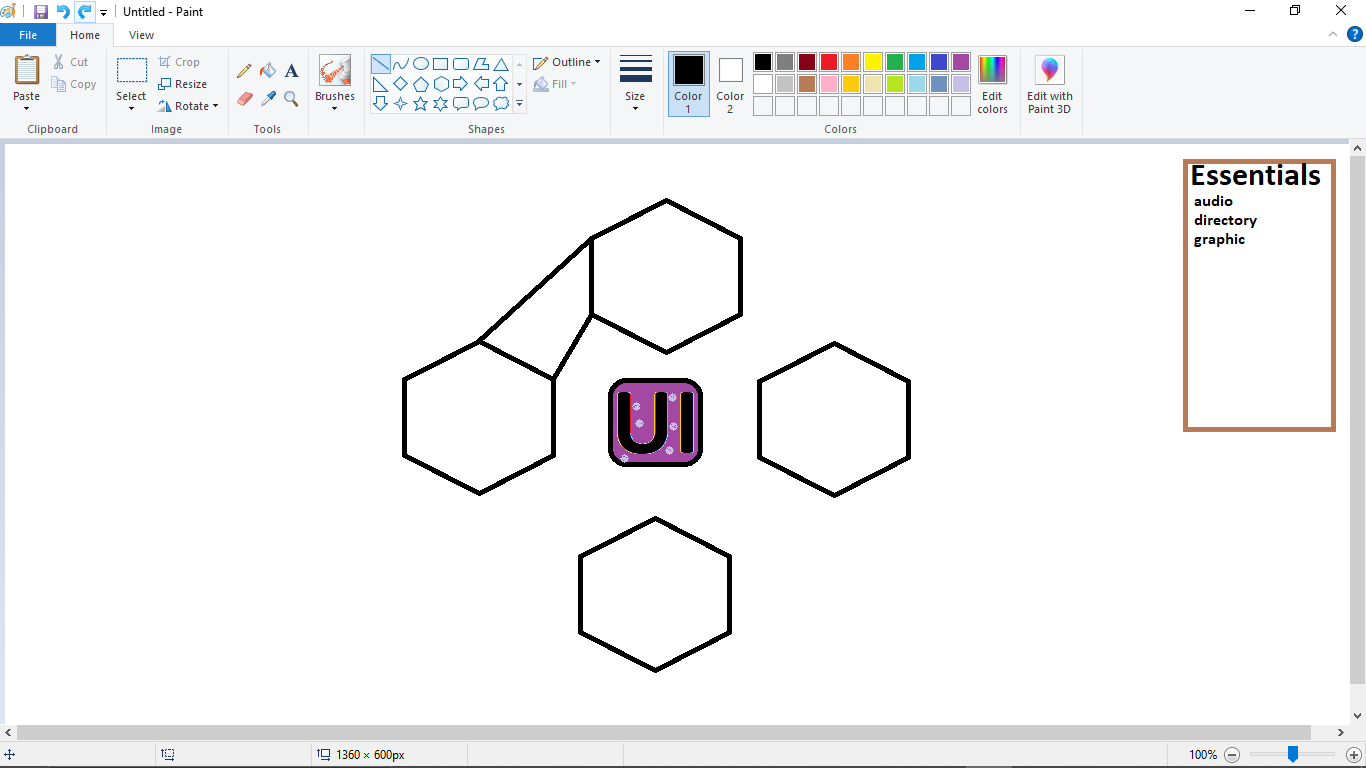 Untitled - Paint
File Home View
Paste
Cut
Copy
Clipboard
Select
Crop
Resize
Rotate
Image
A
Tools
Brushes
Shapes
Outline
Fill
Size
Color
1
Color
2
Colors
Edit
colors
Edit with
Paint 3D
?
Essentials
audio
directory
graphic
UI
1360 × 600px
100%